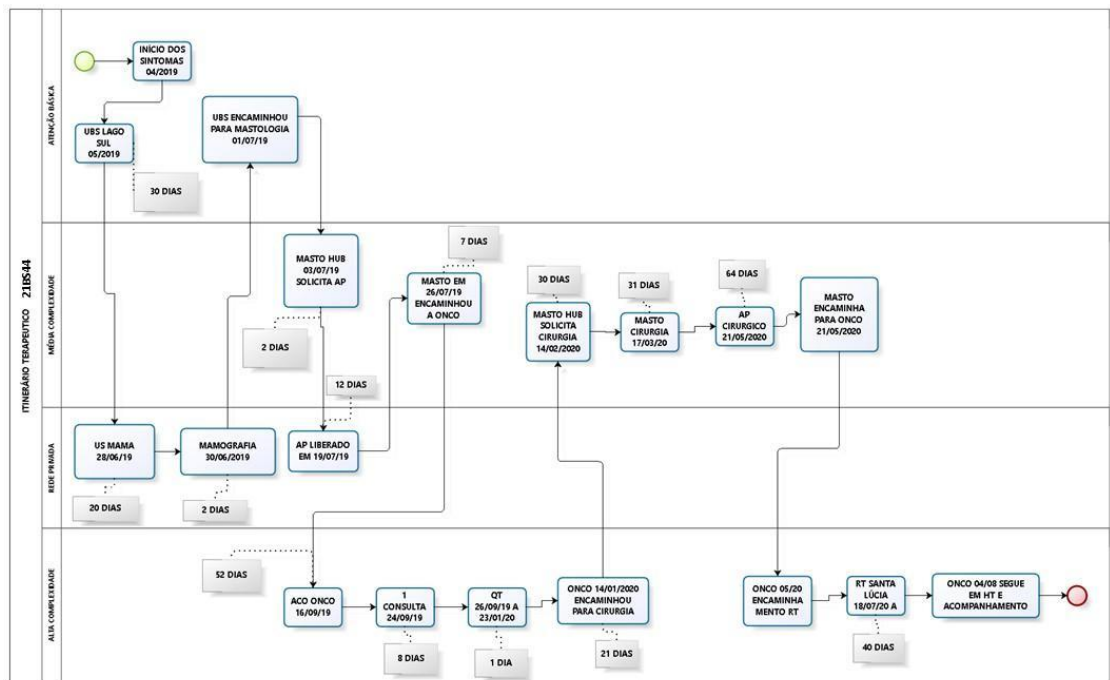 ITINERÁRIO TERAPEUTICO 21BS44
ATENÇÃO BÁSICA
INÍCIO DOS
SINTOMAS
04/2019
UBS LAGO
SUL
05/2019
30 DIAS
UBS ENCAMINHOU
PARA MASTOLOGIA
01/07/19
MÉDIA COMPLEXIDADE
MASTO HUB
03/07/19
SOLICITA AP
2 DIAS
12 DIAS
7 DIAS
MASTO EM
26/07/19
ENCAMINHOU
A ONCO
30 DIAS
MASTO HUB
SOLICITA
CIRURGIA
14/02/2020
31 DIAS
MASTO
CIRURGIA
17/03/20
64 DIAS
AP
CIRURGICO
21/05/2020
MASTO
ENCAMINHA
PARA ONCO
21/05/2020
REDE PRIVADA
US MAMA
28/06/19
20 DIAS
MAMOGRAFIA
30/06/2019
2 DIAS
AP LIBERADO
EM 19/07/19
ALTA COMPLEXIDADE
52 DIAS
ACO ONCO
16/09/19
1
CONSULTA
24/09/19
8 DIAS
QT
26/09/19 A
23/01/20
1 DIA
ONCO 14/01/2020
ENCAMINHOU
PARA CIRURGIA
21 DIAS
ONCO 05/20
ENCAMINHA
MENTO RT
RT SANTA
LÚCIA
18/07/20 A
40 DIAS
ONCO 04/08 SEGUE
EM HT E
ACOMPANHAMENTO